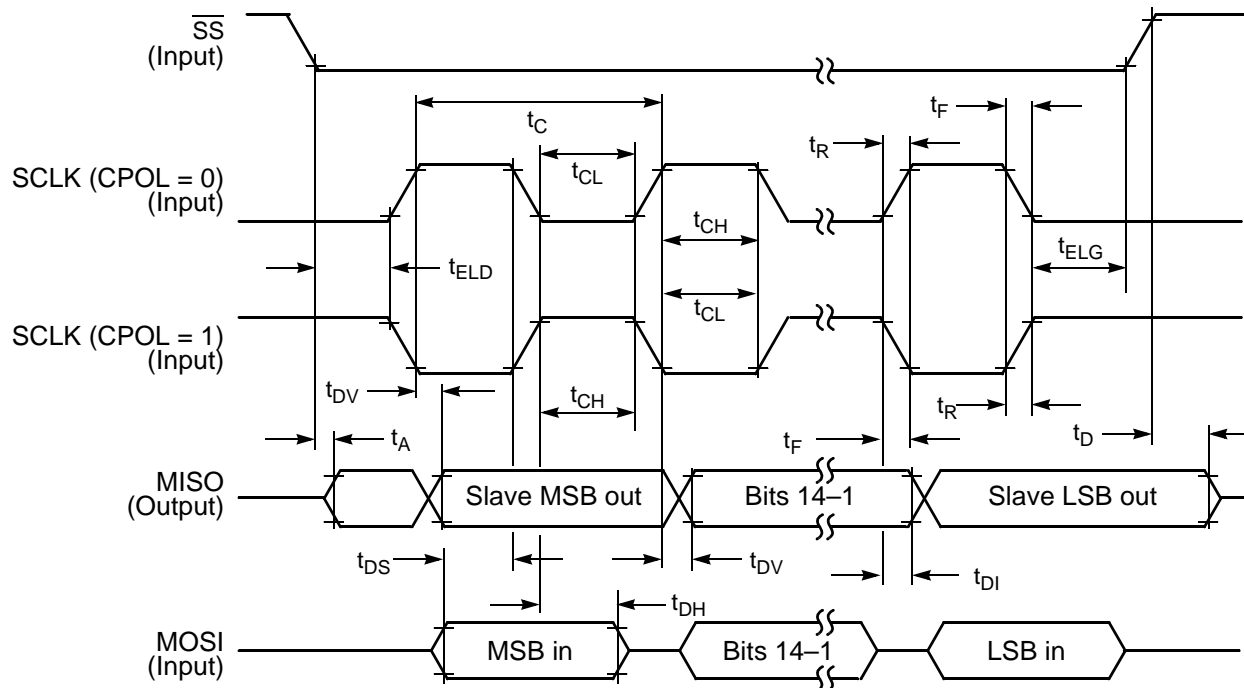 SS
(Input)
tC
tF
tR
SCLK (CPOL = 0)
(Input)
tCL
tCH
tELD
tELG
tCL
SCLK (CPOL = 1)
(Input)
tDV
tCH
tR
tA
tF
tD
MISO
(Output)
Slave MSB out
Bits 14–1
Slave LSB out
tDS
tDV
tDI
tDH
MOSI
(Input)
MSB in
Bits 14–1
LSB in